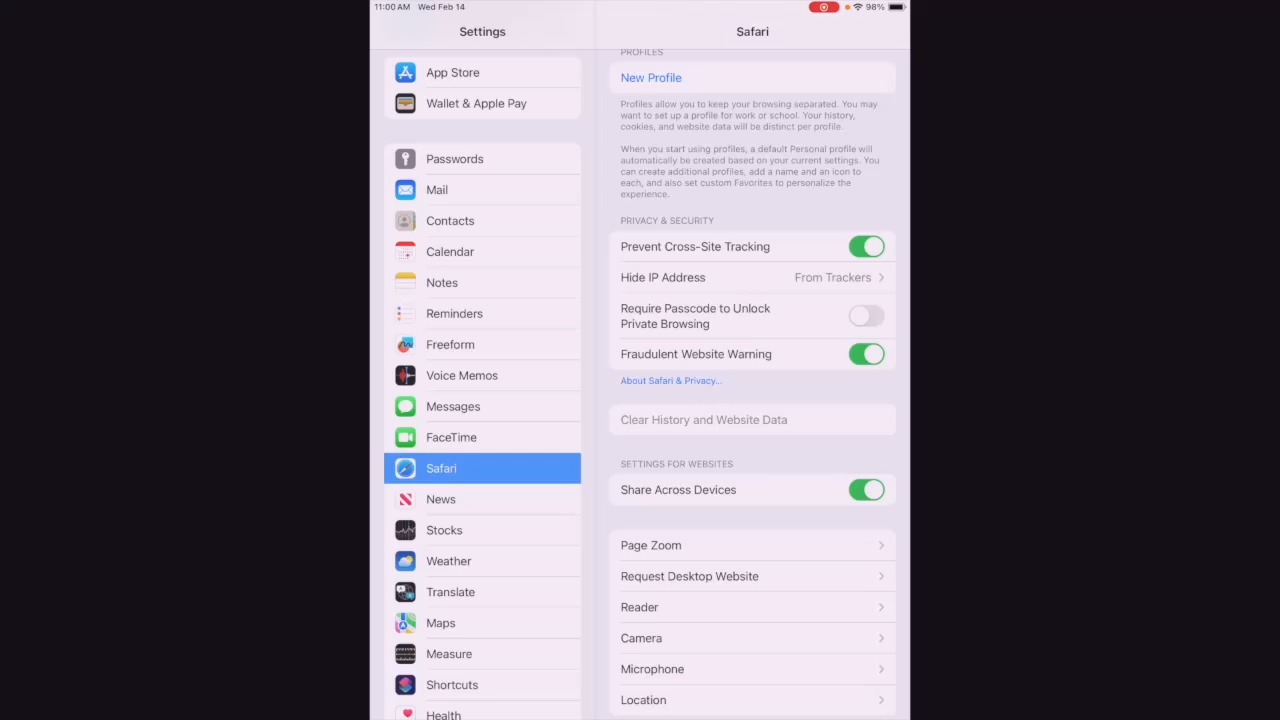 11:00 AM Wed Feb 14
98%
Settings
App Store
Wallet & Apple Pay
Passwords
Mail
Contacts
Calendar
Notes
Reminders
Freeform
Voice Memos
Messages
FaceTime
Safari
News
Stocks
Weather
Translate
Maps
Measure
Shortcuts
Health
Safari
PROFILES
New Profile
Profiles allow you to keep your browsing separated. You may
want to set up a profile for work or school. Your history,
cookies, and website data will be distinct per profile.
When you start using profiles, a default Personal profile will
automatically be created based on your current settings. You
can create additional profiles, add a name and an icon to
each, and also set custom Favorites to personalize the
experience.
PRIVACY & SECURITY
Prevent Cross-Site Tracking
Hide IP Address From Trackers
Require Passcode to Unlock
Private Browsing
Fraudulent Website Warning
About Safari & Privacy...
Clear History and Website Data
SETTINGS FOR WEBSITES
Share Across Devices
Page Zoom
Request Desktop Website
Reader
Camera
Microphone
Location